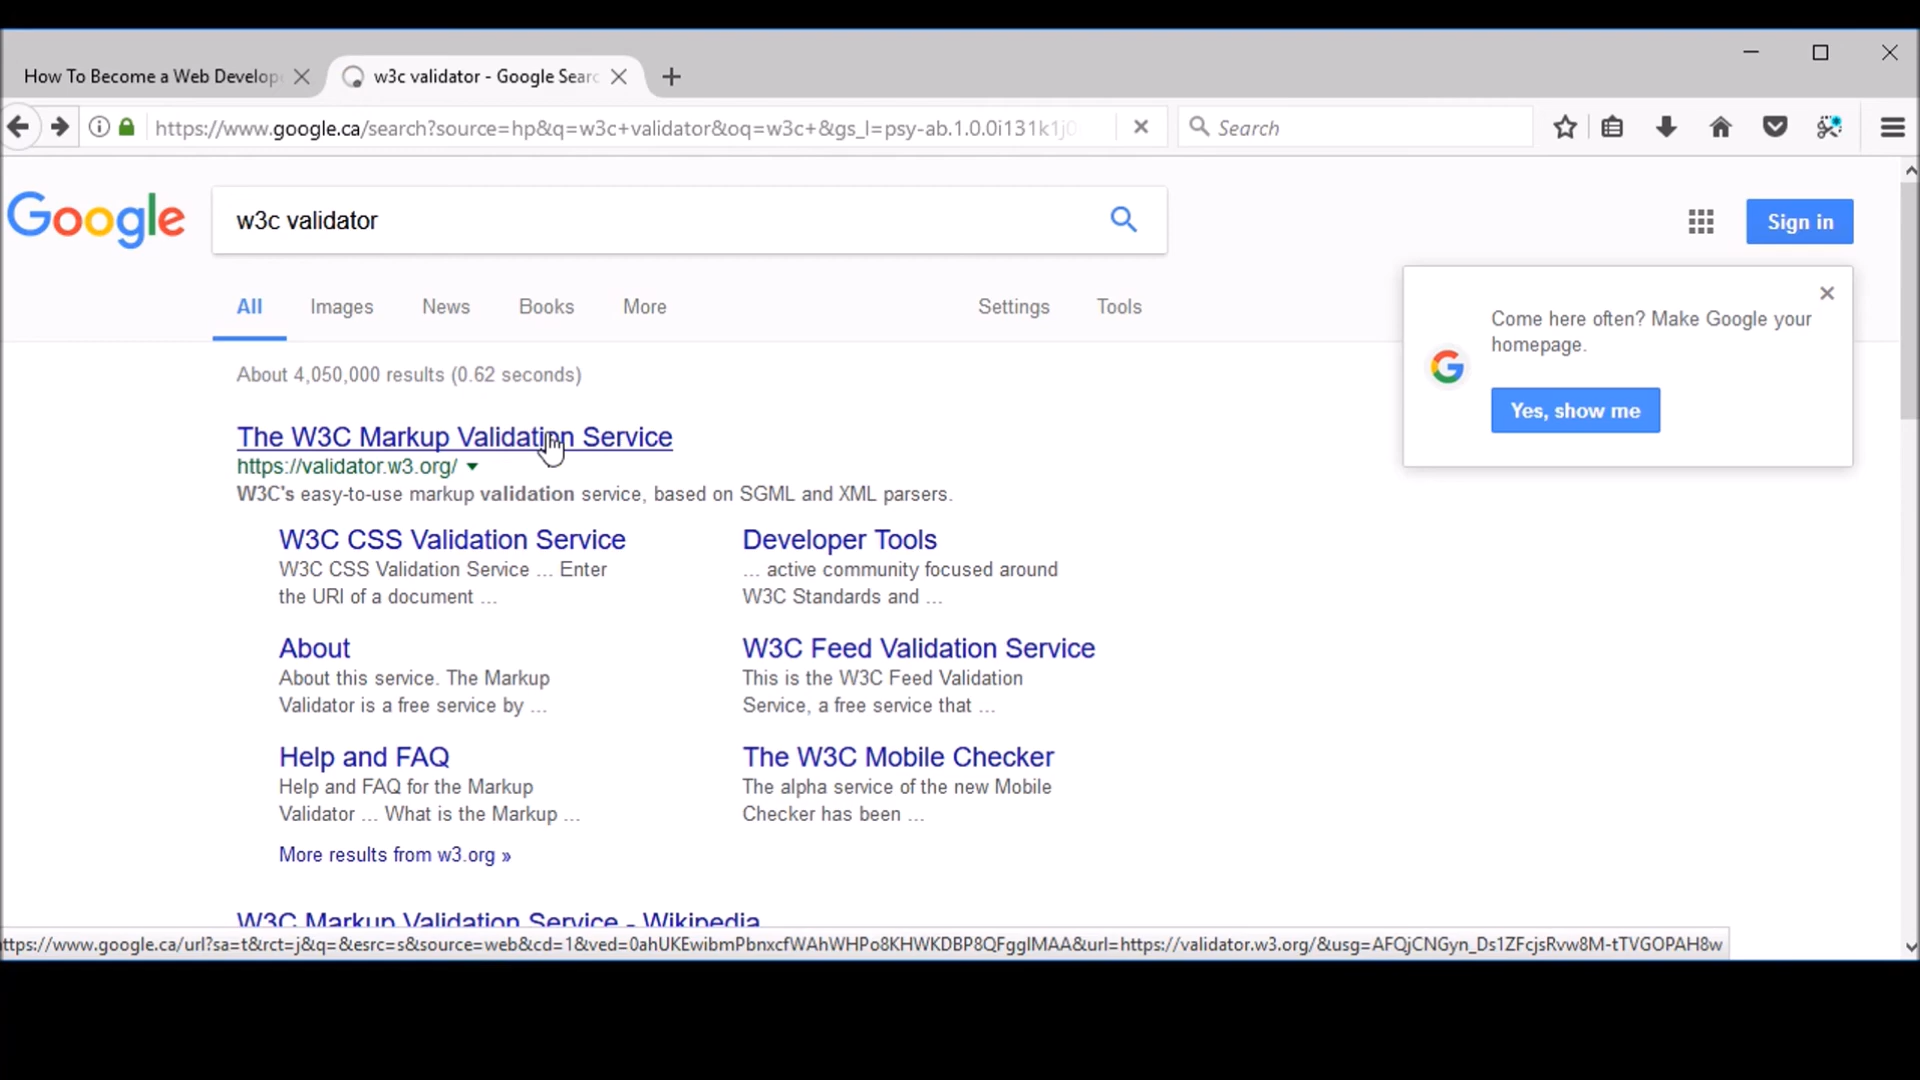 How To Become a Web Develop
w3c validator - Google Sear
https://www.google.ca/search?source=hp&q=w3c+validator&oq=w3c+&gs_l=psy-ab.1.0.0i131k1j0
Search
Google
w3c validator
Sign in
All Images News Books More Settings Tools
Come here often? Make Google your
homepage.
Yes, show me
About 4,050,000 results (0.62 seconds)
The W3C Markup Validation Service
https://validator.w3.org/
W3C's easy-to-use markup validation service, based on SGML and XML parsers.
W3C CSS Validation Service
W3C CSS Validation Service ... Enter
the URI of a document ...
Developer Tools
... active community focused around
W3C Standards and ...
About
About this service. The Markup
Validator is a free service by ...
W3C Feed Validation Service
This is the W3C Feed Validation
Service, a free service that ...
Help and FAQ
Help and FAQ for the Markup
Validator ... What is the Markup ...
The W3C Mobile Checker
The alpha service of the new Mobile
Checker has been ...
More results from w3.org »
W3C Markup Validation Service - Wikipedia
https://www.google.ca/url?sa=t&rct=j&q=&esrc=s&source=web&cd=1&ved=0ahUKEwibmPbnxcfWAhWHPo8KHWKDBP8QFggIMAA&url=https://validator.w3.org/&usg=AFQjCNGyn_Ds1ZFcjsRvw8M-tTVGOPAH8w